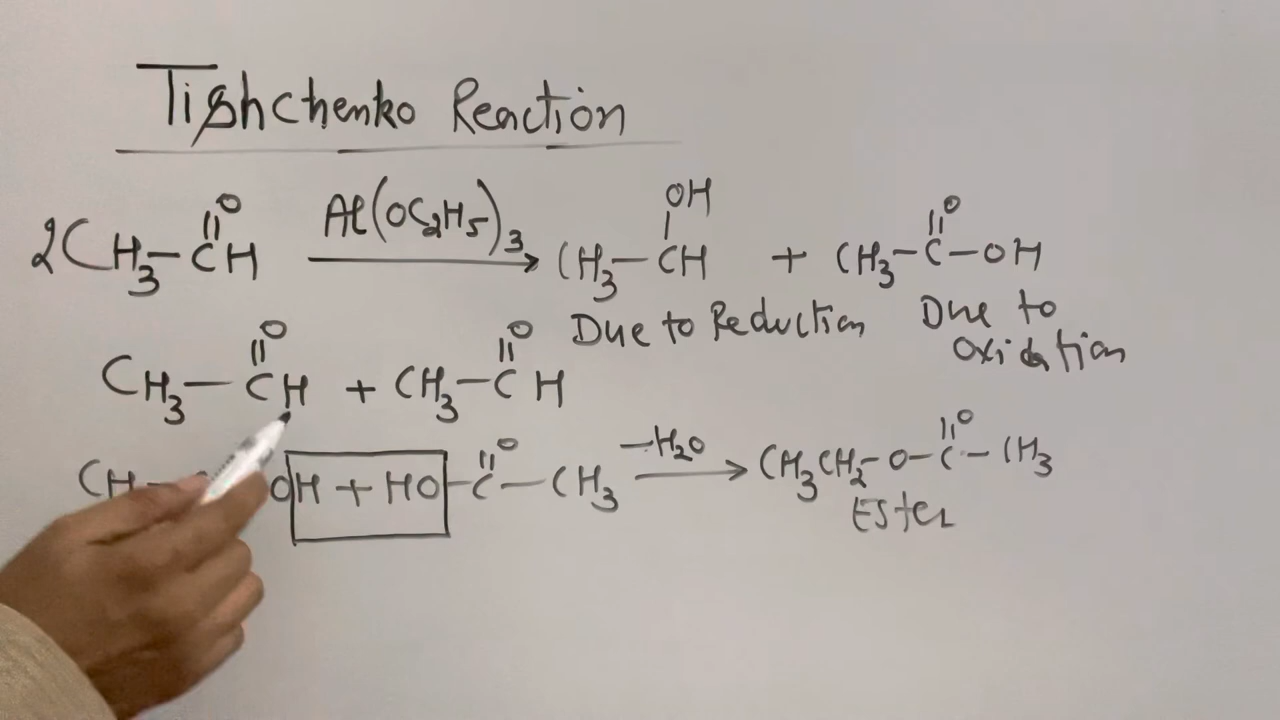 Tishchenko Reaction
2CH₃-C(=O)H Al(OC₂H₅)₃ → CH₃-CH(OH) + CH₃-C(=O)-OH
Due to Reduction Due to
Oxidation
CH₃-C(=O)H + CH₃-C(=O)H
CH OH + HO-C(=O)-CH₃ -H₂O → CH₃CH₂-O-C(=O)-CH₃
Ester